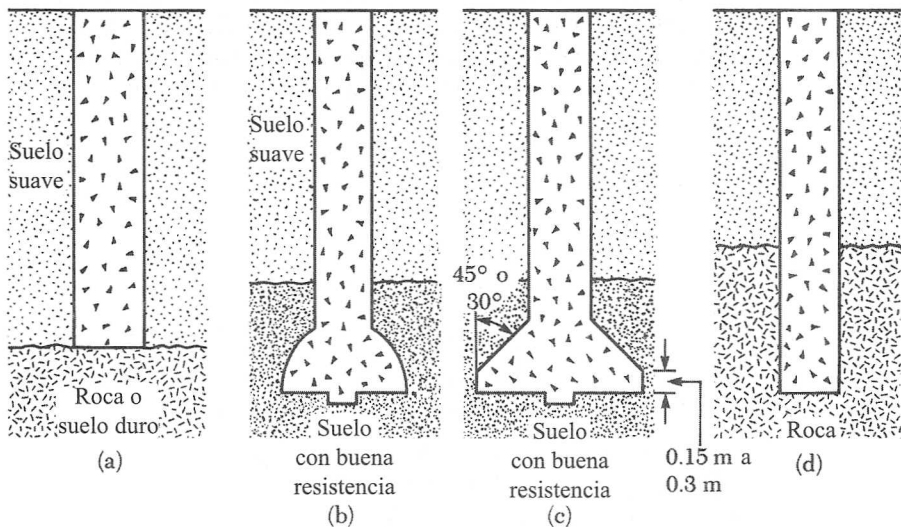 Suelo
suave
Roca o
suelo duro
(a)
Suelo
suave
Suelo
con buena
resistencia
(b)
45° o
30°
Suelo
con buena
resistencia
(c)
0.15 m a
0.3 m
Roca
(d)